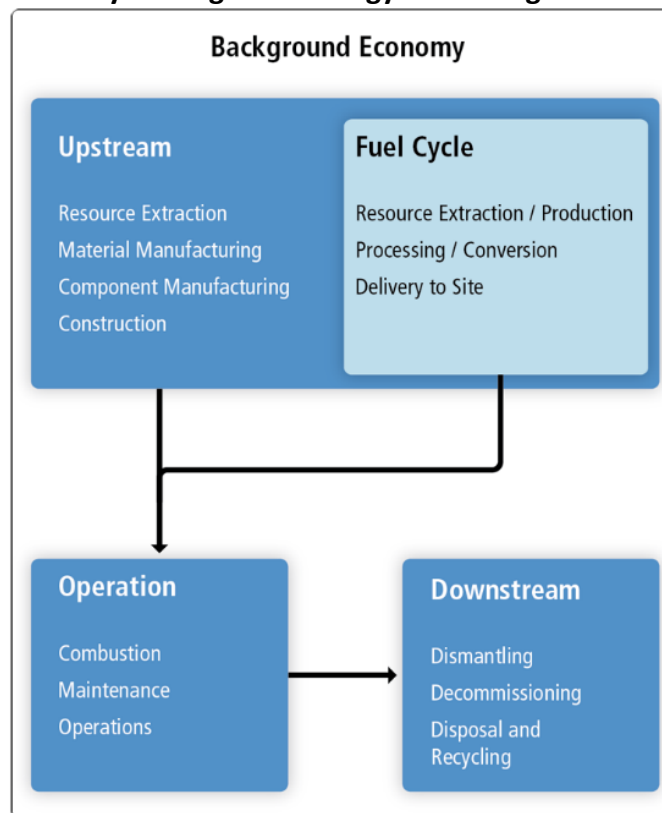 Background Economy
Upstream
Resource Extraction
Material Manufacturing
Component Manufacturing
Construction
Fuel Cycle
Resource Extraction / Production
Processing / Conversion
Delivery to Site
Operation
Combustion
Maintenance
Operations
Downstream
Dismantling
Decommissioning
Disposal and
Recycling